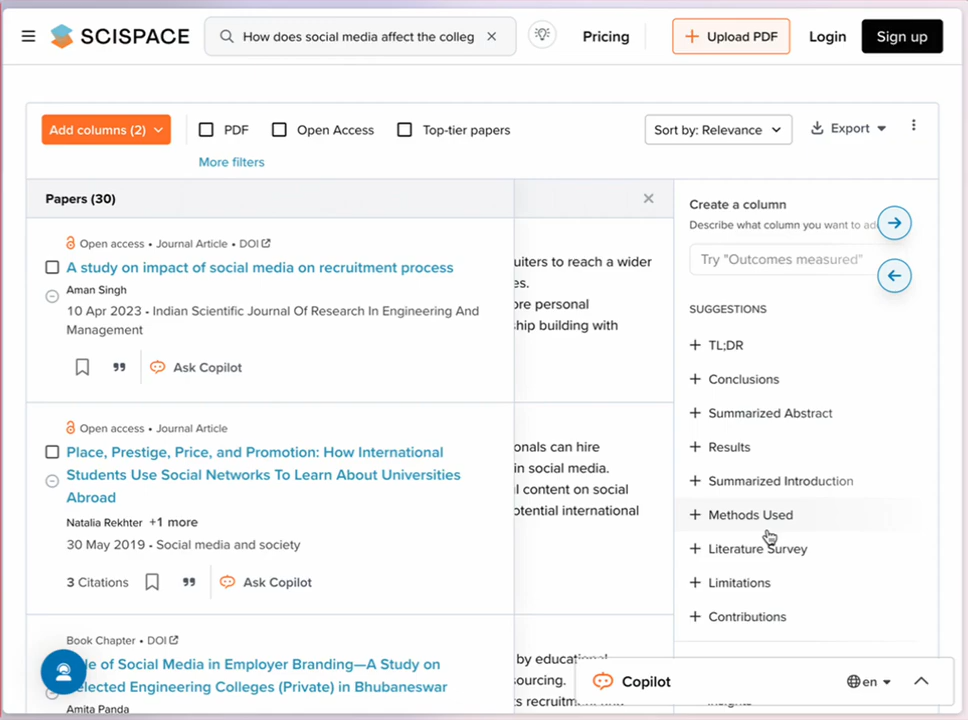 SCISPACE
How does social media affect the colleg
Pricing
Upload PDF
Login
Sign up
Add columns (2)
PDF
Open Access
Top-tier papers
Sort by: Relevance
Export
More filters
Papers (30)
Open access • Journal Article • DOI
A study on impact of social media on recruitment process
Aman Singh
10 Apr 2023 • Indian Scientific Journal Of Research In Engineering And
Management
Ask Copilot
uiters to reach a wider
es.
ore personal
ship building with
Open access • Journal Article
Place, Prestige, Price, and Promotion: How International
Students Use Social Networks To Learn About Universities
Abroad
Natalia Rekhter +1 more
30 May 2019 • Social media and society
3 Citations
Ask Copilot
onals can hire
in social media.
l content on social
otential international
Book Chapter • DOI
le of Social Media in Employer Branding—A Study on
elected Engineering Colleges (Private) in Bhubaneswar
Amita Panda
by educational
sourcing.
s recruitment and
Create a column
Describe what column you want to ad
Try "Outcomes measured"
SUGGESTIONS
TL;DR
Conclusions
Summarized Abstract
Results
Summarized Introduction
Methods Used
Literature Survey
Limitations
Contributions
Copilot
en